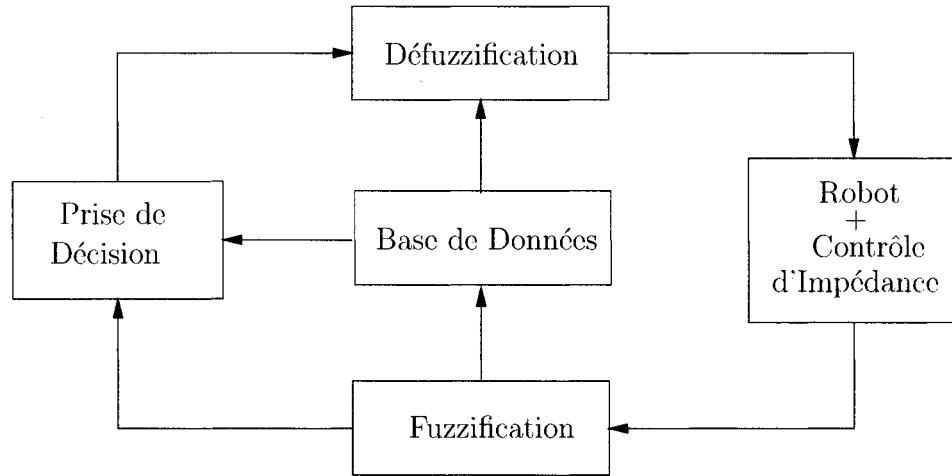 Défuzzification
Prise de
Décision
Base de Données
Robot
+
Contrôle
d'Impédance
Fuzzification